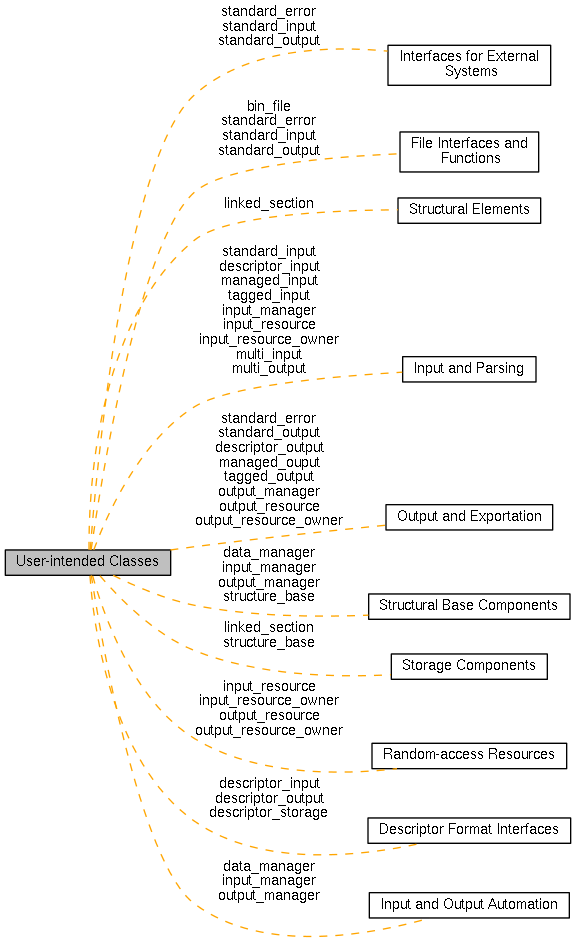 standard_error
standard_input
standard_output
Interfaces for External
Systems
bin_file
standard_error
standard_input
standard_output
File Interfaces and
Functions
linked_section
Structural Elements
standard_input
descriptor_input
managed_input
tagged_input
input_manager
input_resource
input_resource_owner
multi_input
multi_output
Input and Parsing
standard_error
standard_output
descriptor_output
managed_ouput
tagged_output
output_manager
output_resource
output_resource_owner
Output and Exportation
User-intended Classes
data_manager
input_manager
output_manager
structure_base
Structural Base Components
linked_section
structure_base
Storage Components
input_resource
input_resource_owner
output_resource
output_resource_owner
Random-access Resources
descriptor_input
descriptor_output
descriptor_storage
Descriptor Format Interfaces
data_manager
input_manager
output_manager
Input and Output Automation